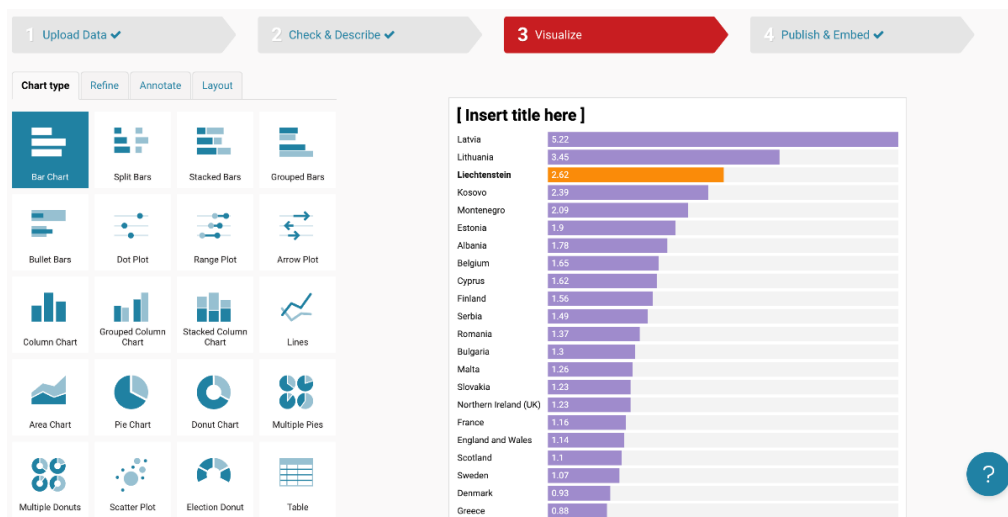 1 Upload Data ✔
2 Check & Describe ✔
3 Visualize
4 Publish & Embed ✔
Chart type Refine Annotate Layout
Bar Chart Split Bars Stacked Bars Grouped Bars
Bullet Bars Dot Plot Range Plot Arrow Plot
Column Chart Grouped Column Chart Stacked Column Chart Lines
Area Chart Pie Chart Donut Chart Multiple Pies
Multiple Donuts Scatter Plot Election Donut Table
[ Insert title here ]
Latvia 5.22
Lithuania 3.45
Liechtenstein 2.62
Kosovo 2.39
Montenegro 2.09
Estonia 1.9
Albania 1.78
Belgium 1.65
Cyprus 1.62
Finland 1.56
Serbia 1.49
Romania 1.37
Bulgaria 1.3
Malta 1.26
Slovakia 1.23
Northern Ireland (UK) 1.23
France 1.16
England and Wales 1.14
Scotland 1.1
Sweden 1.07
Denmark 0.93
Greece 0.88
?